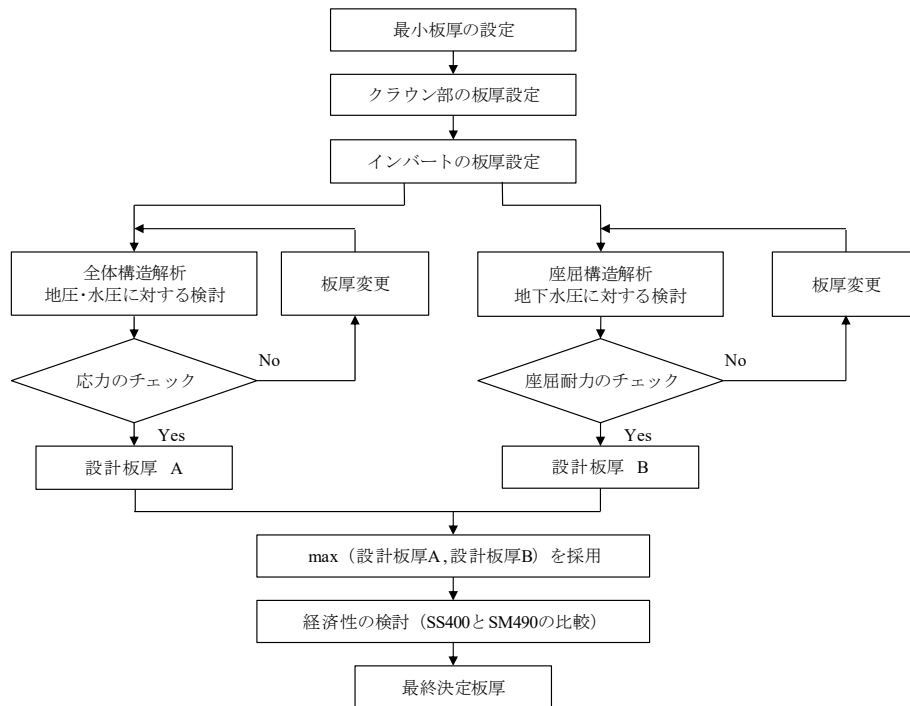 最小板厚の設定
クラウン部の板厚設定
インバートの板厚設定
全体構造解析
地圧・水圧に対する検討
板厚変更
応力のチェック
No
Yes
設計板厚 A
座屈構造解析
地下水圧に対する検討
板厚変更
座屈耐力のチェック
No
Yes
設計板厚 B
max（設計板厚A,設計板厚B）を採用
経済性の検討（SS400とSM490の比較）
最終決定板厚